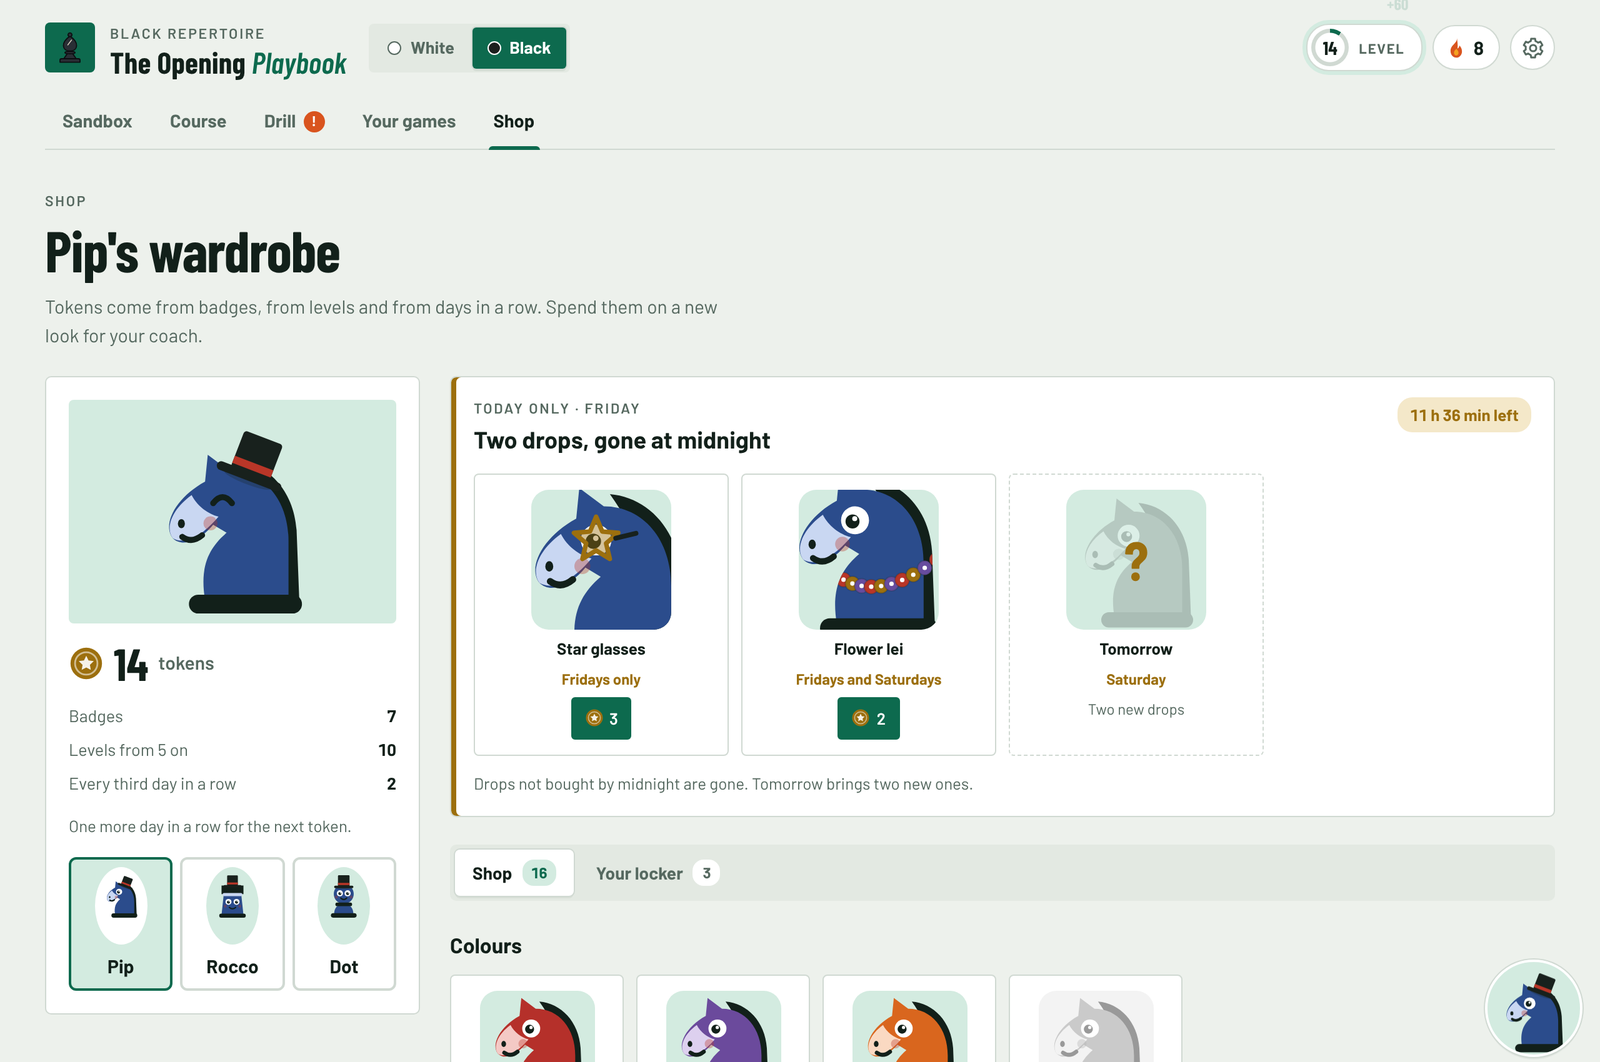 +60
BLACK REPERTOIRE
The Opening Playbook
White
Black
14 LEVEL
8
Sandbox
Course
Drill !
Your games
Shop
SHOP
Pip's wardrobe
Tokens come from badges, from levels and from days in a row. Spend them on a new
look for your coach.
14 tokens
Badges 7
Levels from 5 on 10
Every third day in a row 2
One more day in a row for the next token.
Pip
Rocco
Dot
TODAY ONLY · FRIDAY
11 h 36 min left
Two drops, gone at midnight
Star glasses
Fridays only
3
Flower lei
Fridays and Saturdays
2
?
Tomorrow
Saturday
Two new drops
Drops not bought by midnight are gone. Tomorrow brings two new ones.
Shop 16
Your locker 3
Colours